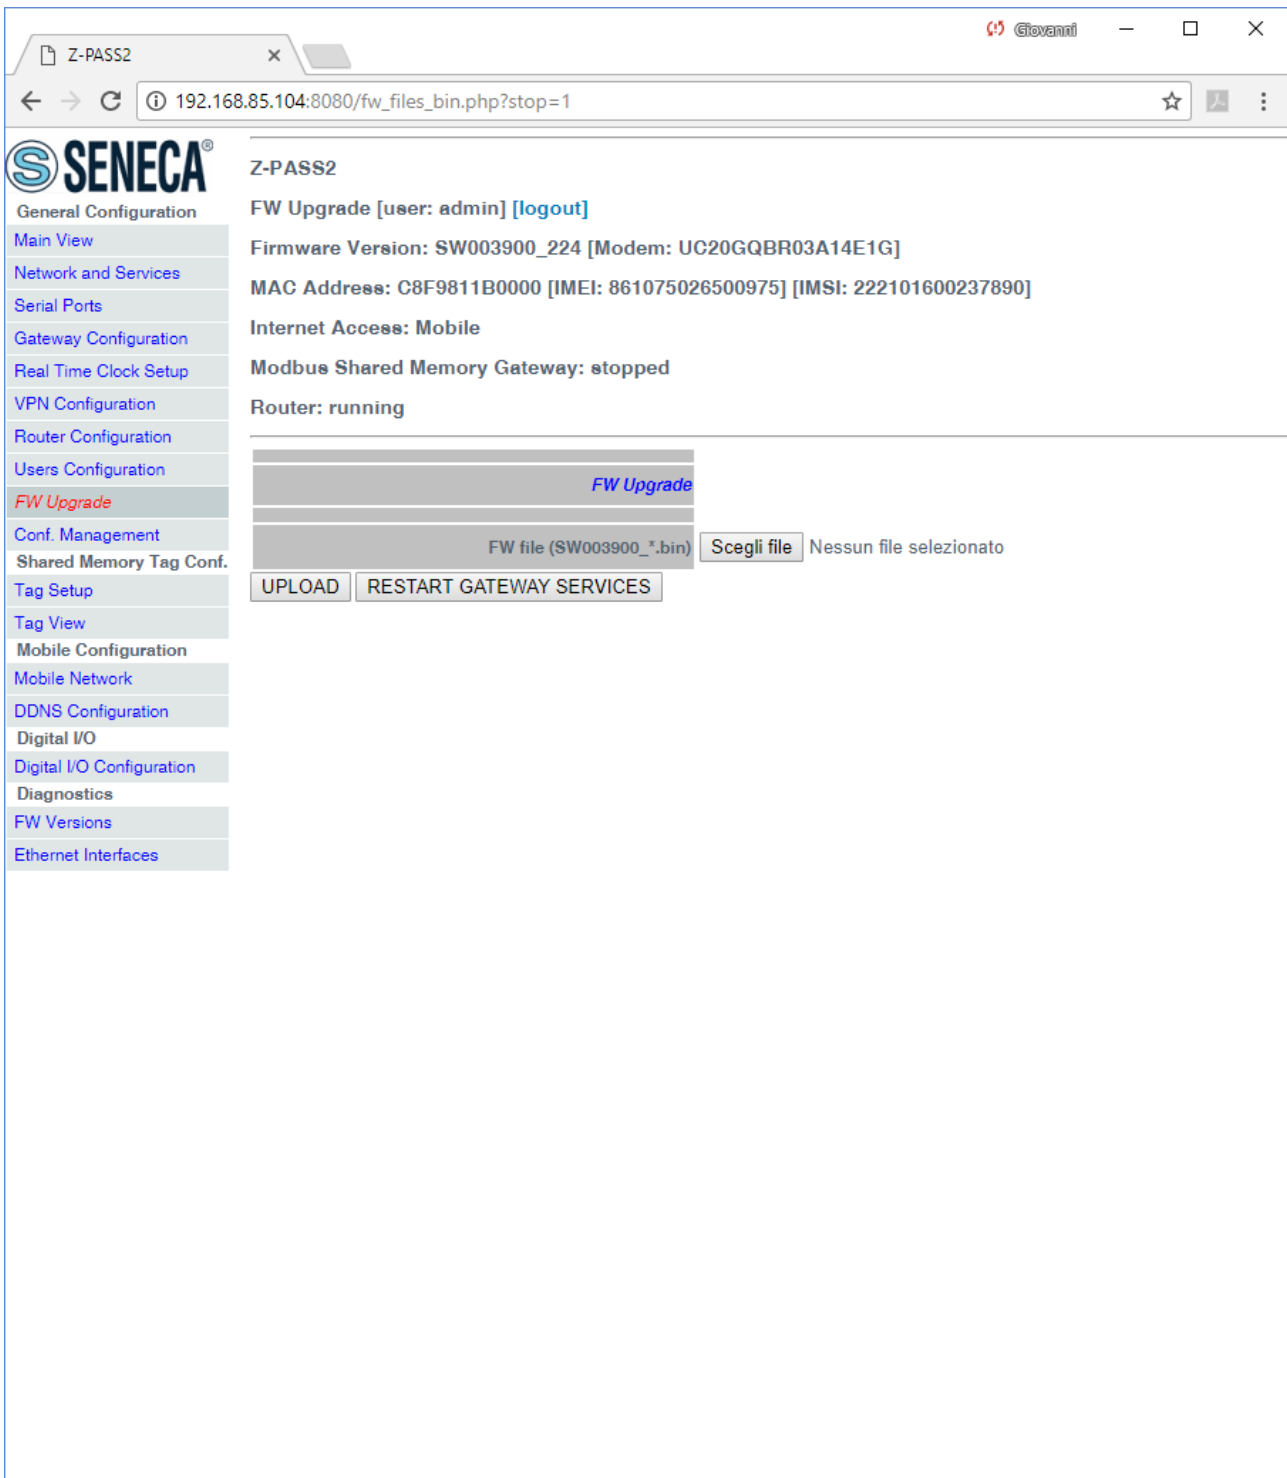 Giovanni
Z-PASS2
192.168.85.104:8080/fw_files_bin.php?stop=1
SENECA®
General Configuration
Main View
Network and Services
Serial Ports
Gateway Configuration
Real Time Clock Setup
VPN Configuration
Router Configuration
Users Configuration
FW Upgrade
Conf. Management
Shared Memory Tag Conf.
Tag Setup
Tag View
Mobile Configuration
Mobile Network
DDNS Configuration
Digital I/O
Digital I/O Configuration
Diagnostics
FW Versions
Ethernet Interfaces
Z-PASS2
FW Upgrade [user: admin] [logout]
Firmware Version: SW003900_224 [Modem: UC20GQBR03A14E1G]
MAC Address: C8F9811B0000 [IMEI: 861075026500975] [IMSI: 222101600237890]
Internet Access: Mobile
Modbus Shared Memory Gateway: stopped
Router: running
FW Upgrade
FW file (SW003900_*.bin) Scegli file Nessun file selezionato
UPLOAD RESTART GATEWAY SERVICES